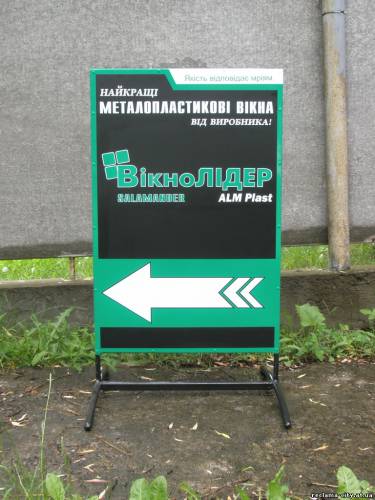 Якість відповідає мріям
НАЙКРАЩІ
МЕТАЛОПЛАСТИКОВІ ВІКНА
ВІД ВИРОБНИКА!
ВікноЛІДЕР
SALAMANDER ALM Plast
reclama-city.at.ua